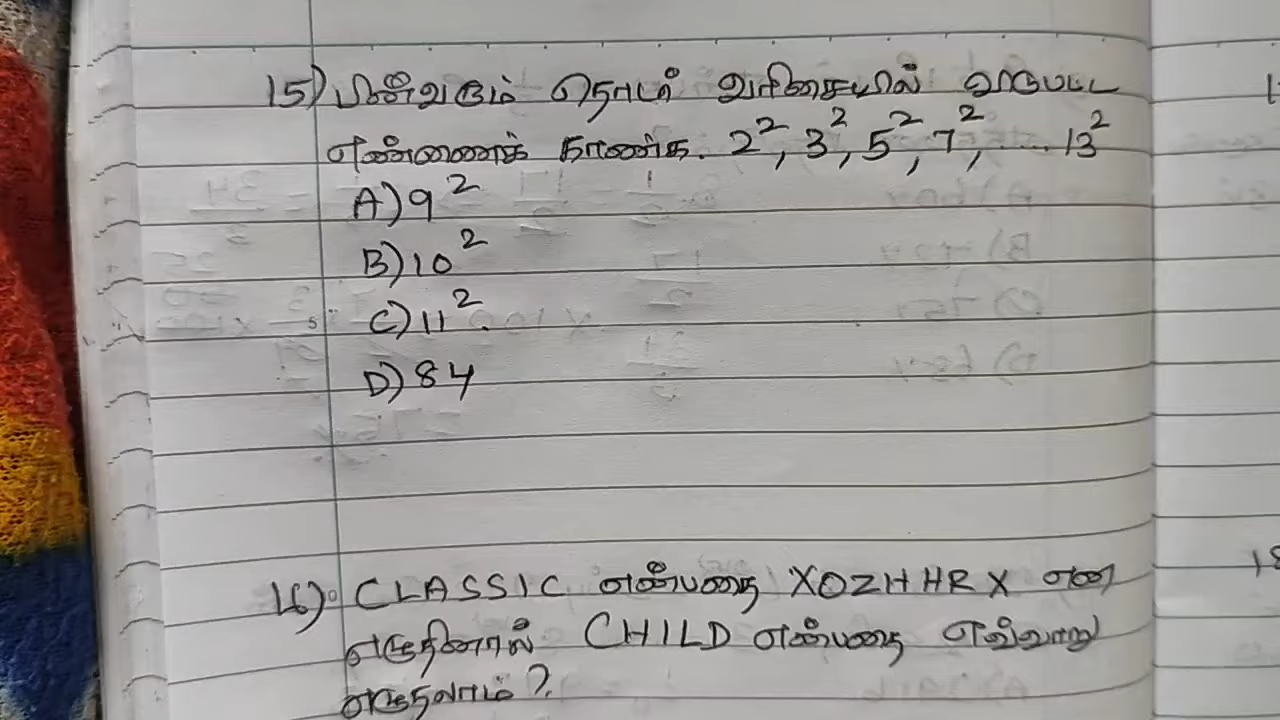 15) பின்வரும் தொடர் வரிசையில் விடுபட்ட
எண்ணைக் காண்க. 2², 3², 5², 7², .... 13²
A) 9²
B) 10²
C) 11²
D) 84
16) CLASSIC என்பதை XOZHHRX என
எழுதினால் CHILD என்பதை எவ்வாறு
எழுதலாம்?